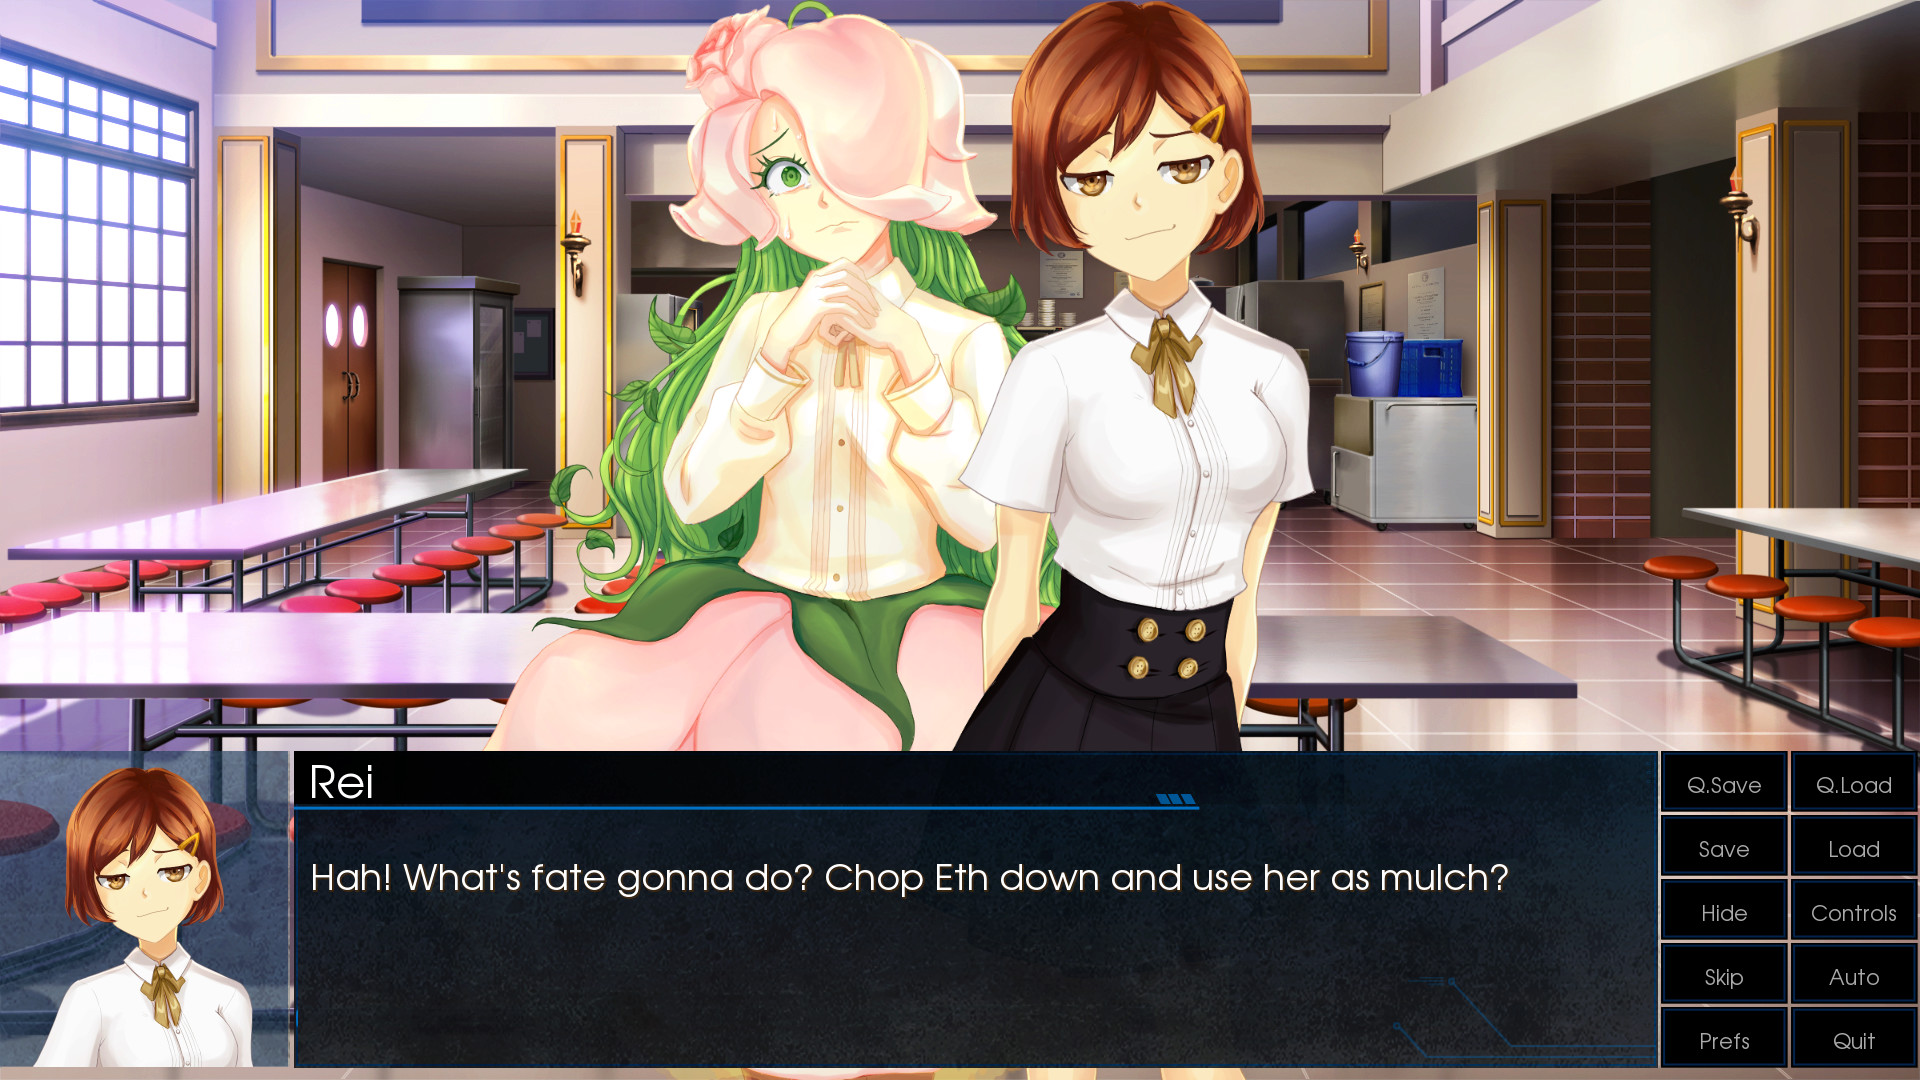 Rei
Hah! What's fate gonna do? Chop Eth down and use her as mulch?
Q.Save
Q.Load
Save
Load
Hide
Controls
Skip
Auto
Prefs
Quit